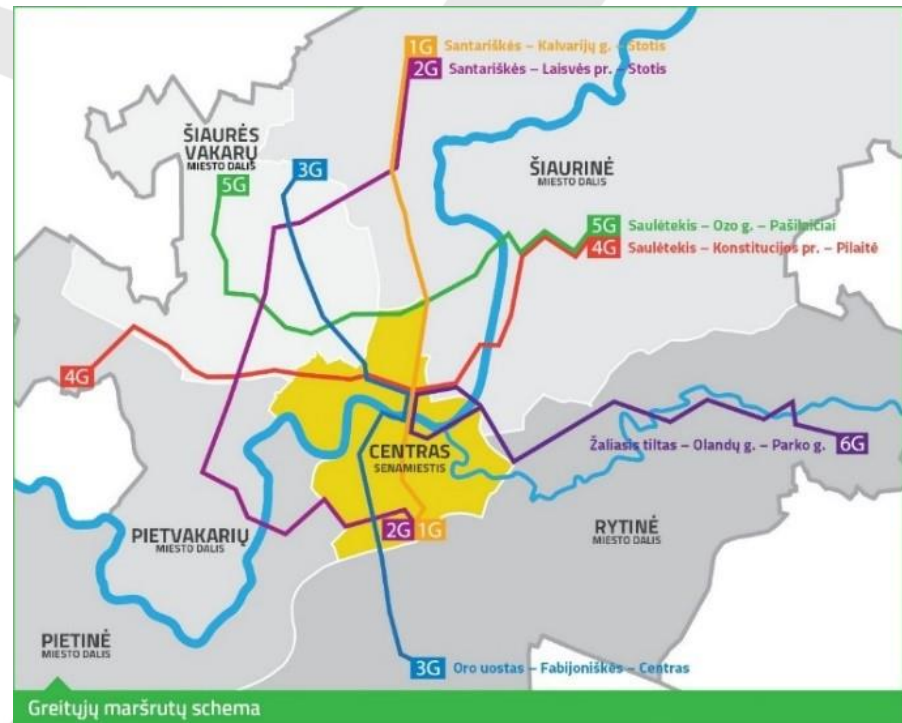 1G Santariškės – Kalvarijų g. – Stotis
2G Santariškės – Laisvės pr. – Stotis
ŠIAURĖS
VAKARŲ
MIESTO DALIS
3G
ŠIAURINĖ
MIESTO DALIS
5G
5G Saulėtekis – Ozo g. – Pašilaičiai
4G Saulėtekis – Konstitucijos pr. – Pilaitė
4G
CENTRAS
SENAMIESTIS
Žaliasis tiltas – Olandų g. – Parko g. 6G
2G 1G
RYTINĖ
MIESTO DALIS
PIETVAKARIŲ
MIESTO DALIS
PIETINĖ
MIESTO DALIS
3G Oro uostas – Fabijoniškės – Centras
Greitųjų maršrutų schema